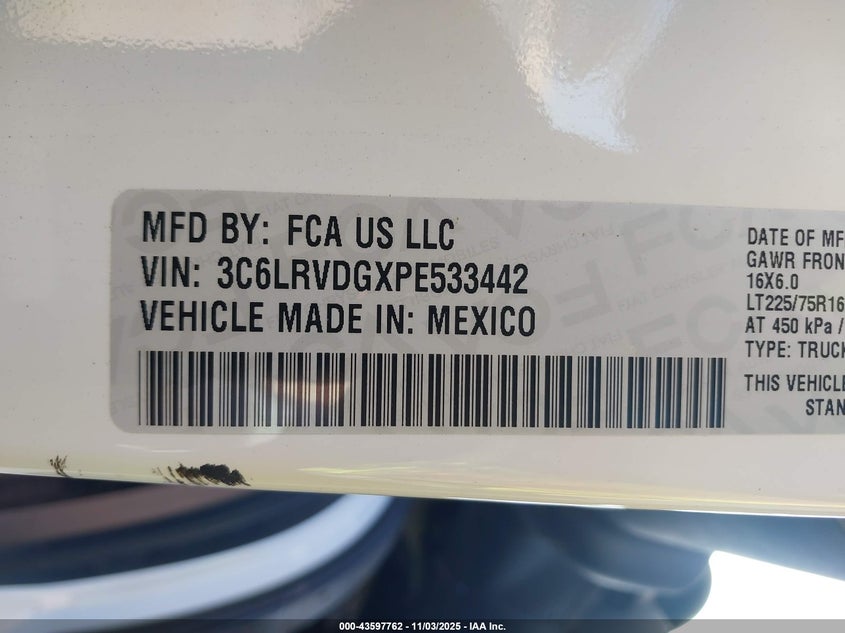 MFD BY: FCA US LLC
VIN: 3C6LRVDGXPE533442
VEHICLE MADE IN: MEXICO
DATE OF MF
GAWR FRON
16X6.0
LT225/75R16
AT 450 kPa /
TYPE: TRUCK
THIS VEHICLE
STAN
000-43597762 - 11/03/2025 - IAA Inc.